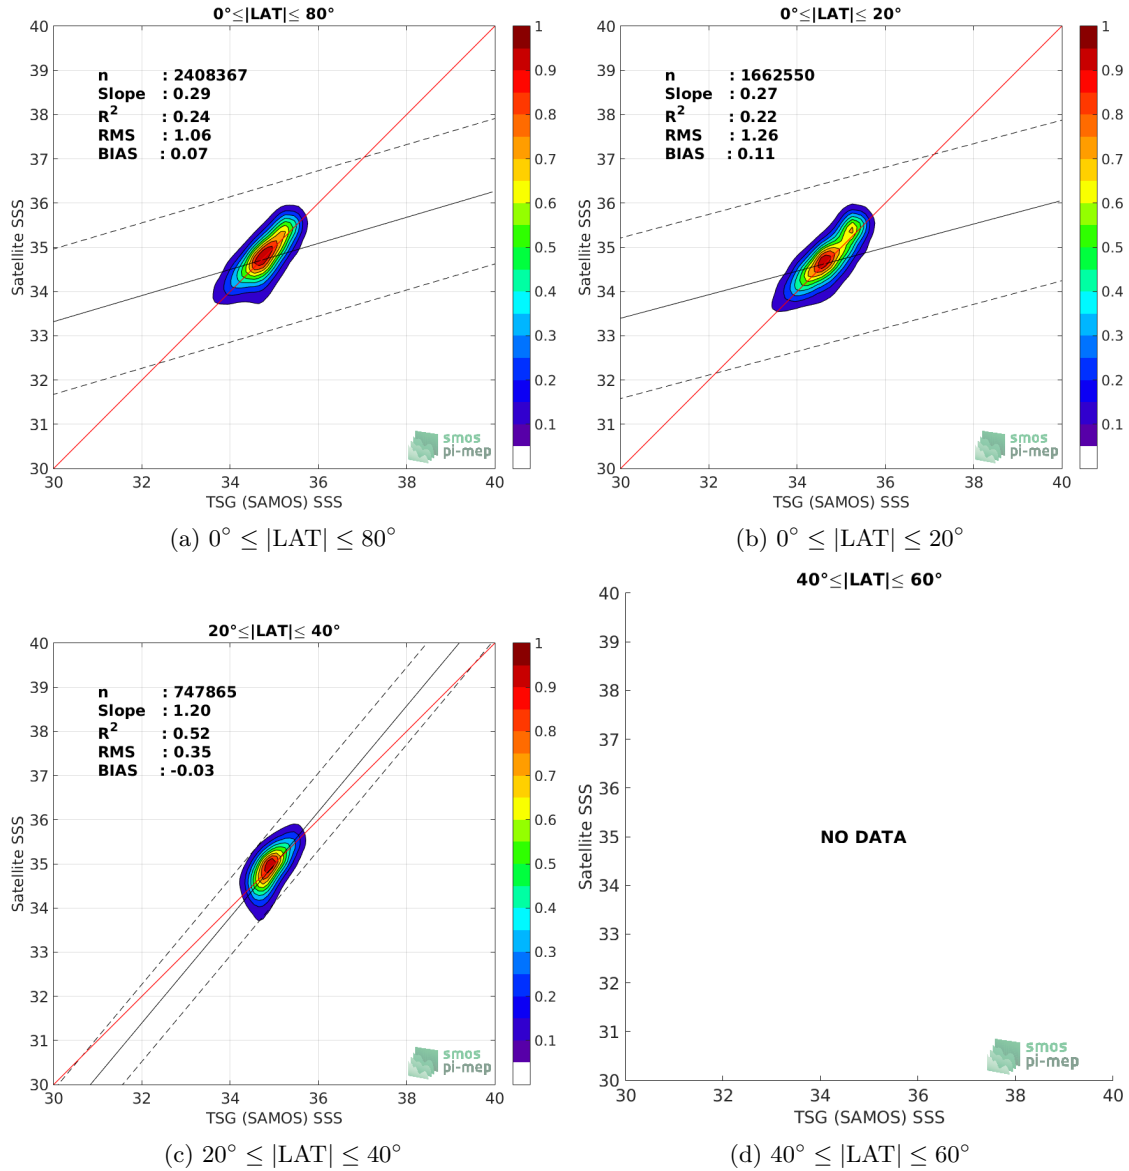 0°≤|LAT|≤ 80°
40
39
38
37
36
35
34
33
32
31
30
Satellite SSS
n : 2408367
Slope : 0.29
R² : 0.24
RMS : 1.06
BIAS : 0.07
smos
pi-mep
30 32 34 36 38 40
TSG (SAMOS) SSS
1
0.9
0.8
0.7
0.6
0.5
0.4
0.3
0.2
0.1
(a) 0° ≤ |LAT| ≤ 80°
0°≤|LAT|≤ 20°
40
39
38
37
36
35
34
33
32
31
30
Satellite SSS
n : 1662550
Slope : 0.27
R² : 0.22
RMS : 1.26
BIAS : 0.11
smos
pi-mep
30 32 34 36 38 40
TSG (SAMOS) SSS
1
0.9
0.8
0.7
0.6
0.5
0.4
0.3
0.2
0.1
(b) 0° ≤ |LAT| ≤ 20°
20°≤|LAT|≤ 40°
40
39
38
37
36
35
34
33
32
31
30
Satellite SSS
n : 747865
Slope : 1.20
R² : 0.52
RMS : 0.35
BIAS : -0.03
smos
pi-mep
30 32 34 36 38 40
TSG (SAMOS) SSS
1
0.9
0.8
0.7
0.6
0.5
0.4
0.3
0.2
0.1
(c) 20° ≤ |LAT| ≤ 40°
40°≤|LAT|≤ 60°
40
39
38
37
36
35
34
33
32
31
30
Satellite SSS
NO DATA
smos
pi-mep
30 32 34 36 38 40
TSG (SAMOS) SSS
(d) 40° ≤ |LAT| ≤ 60°